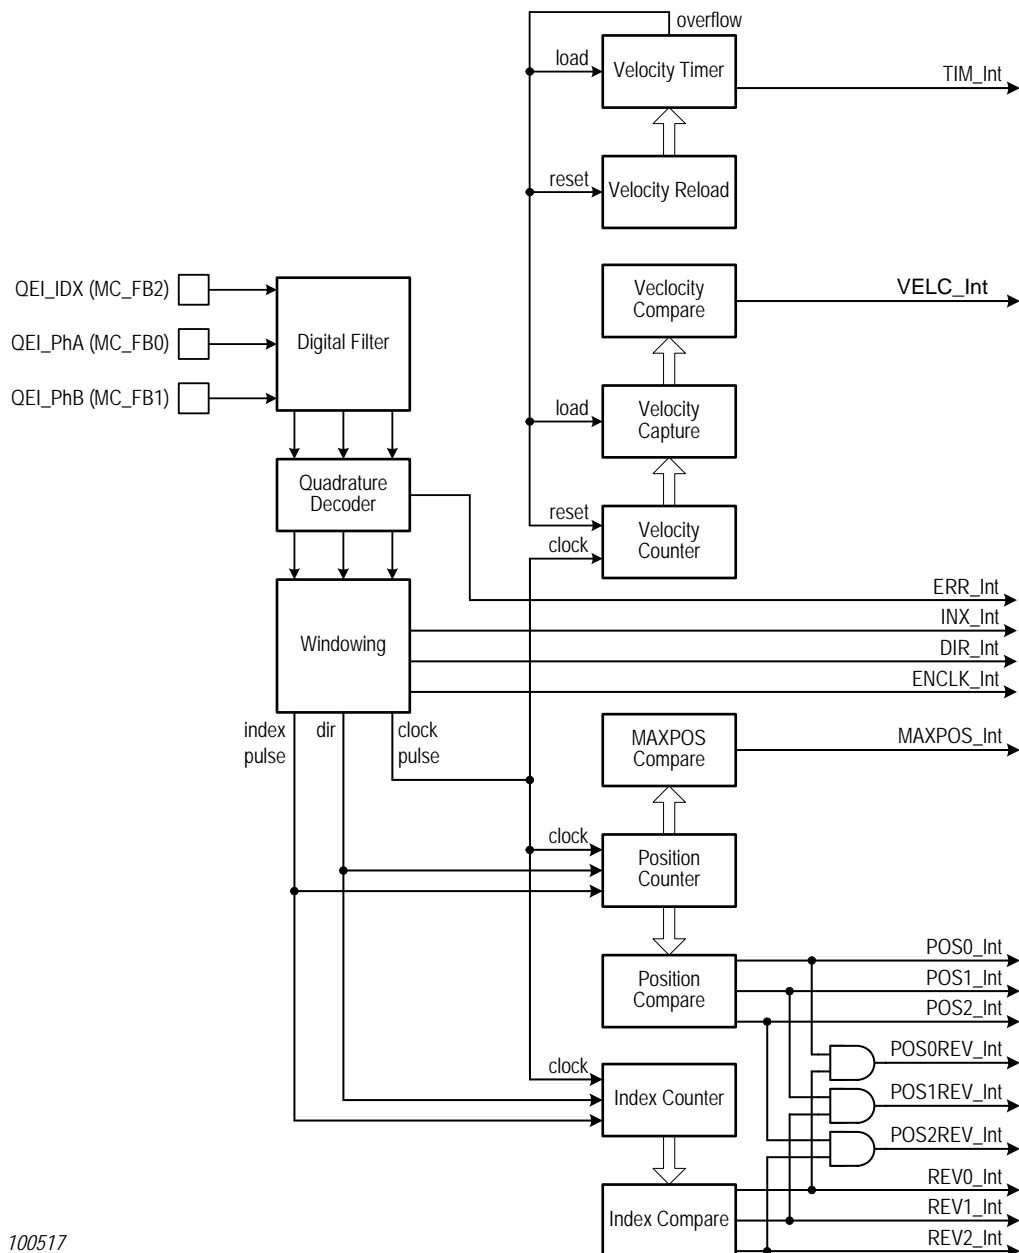 overflow
load
Velocity Timer
TIM_Int
reset
Velocity Reload
QEI_IDX (MC_FB2)
QEI_PhA (MC_FB0)
QEI_PhB (MC_FB1)
Digital Filter
Veclocity
Compare
VELC_Int
load
Velocity
Capture
Quadrature
Decoder
reset
clock
Velocity
Counter
ERR_Int
INX_Int
DIR_Int
ENCLK_Int
Windowing
index
pulse
dir
clock
pulse
MAXPOS
Compare
MAXPOS_Int
clock
Position
Counter
Position
Compare
POS0_Int
POS1_Int
POS2_Int
POS0REV_Int
POS1REV_Int
POS2REV_Int
clock
Index Counter
Index Compare
REV0_Int
REV1_Int
REV2_Int
100517